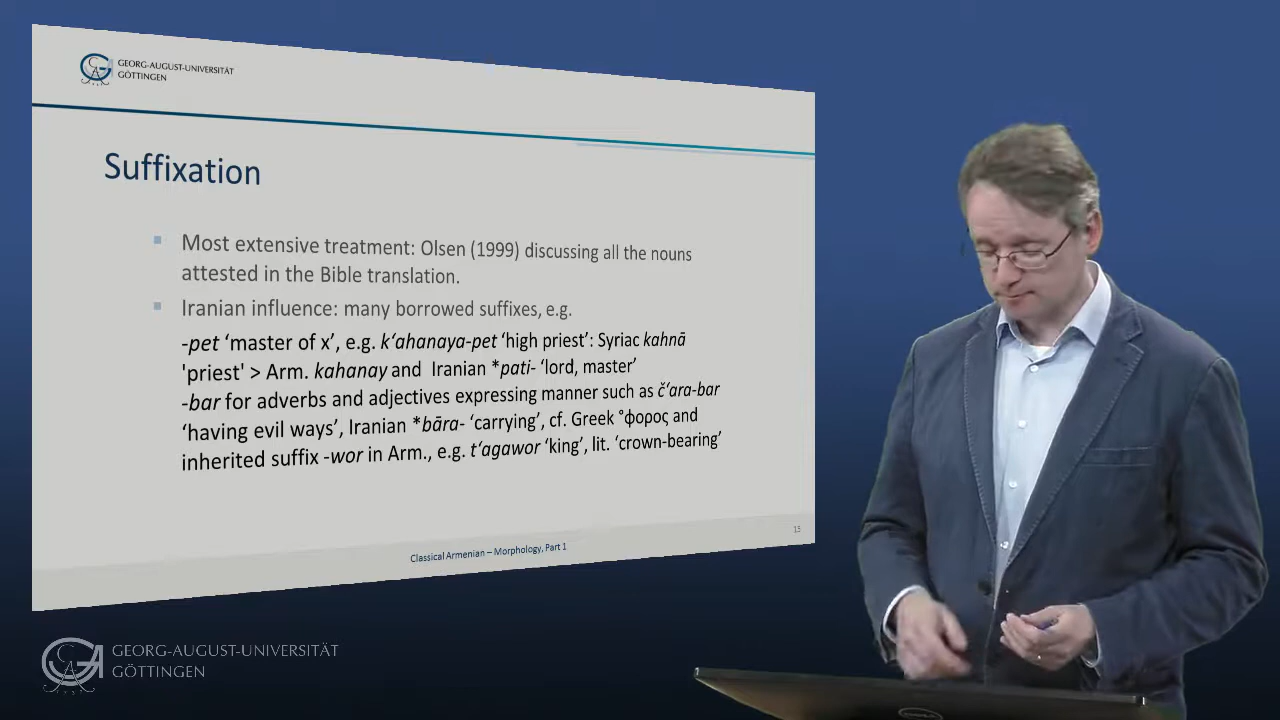 GEORG-AUGUST-UNIVERSITÄT
GÖTTINGEN
Suffixation
Most extensive treatment: Olsen (1999) discussing all the nouns
attested in the Bible translation.
Iranian influence: many borrowed suffixes, e.g.
-pet ‘master of x’, e.g. k‘ahanaya-pet ‘high priest’: Syriac kahnā
'priest' > Arm. kahanay and Iranian *pati- ‘lord, master’
-bar for adverbs and adjectives expressing manner such as č‘ara-bar
‘having evil ways’, Iranian *bāra- ‘carrying’, cf. Greek °φορος and
inherited suffix -wor in Arm., e.g. t‘agawor ‘king’, lit. ‘crown-bearing’
15
Classical Armenian – Morphology, Part 1
GEORG-AUGUST-UNIVERSITÄT
GÖTTINGEN